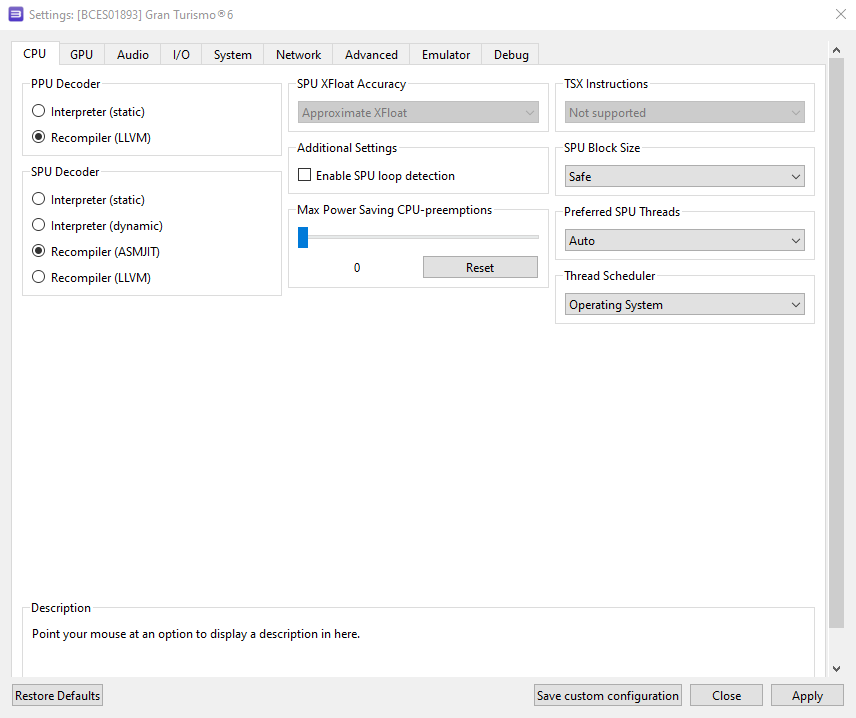 Settings: [BCES01893] Gran Turismo®6
CPU GPU Audio I/O System Network Advanced Emulator Debug
PPU Decoder
Interpreter (static)
Recompiler (LLVM)
SPU Decoder
Interpreter (static)
Interpreter (dynamic)
Recompiler (ASMJIT)
Recompiler (LLVM)
SPU XFloat Accuracy
Approximate XFloat
Additional Settings
Enable SPU loop detection
Max Power Saving CPU-preemptions
0 Reset
TSX Instructions
Not supported
SPU Block Size
Safe
Preferred SPU Threads
Auto
Thread Scheduler
Operating System
Description
Point your mouse at an option to display a description in here.
Restore Defaults Save custom configuration Close Apply